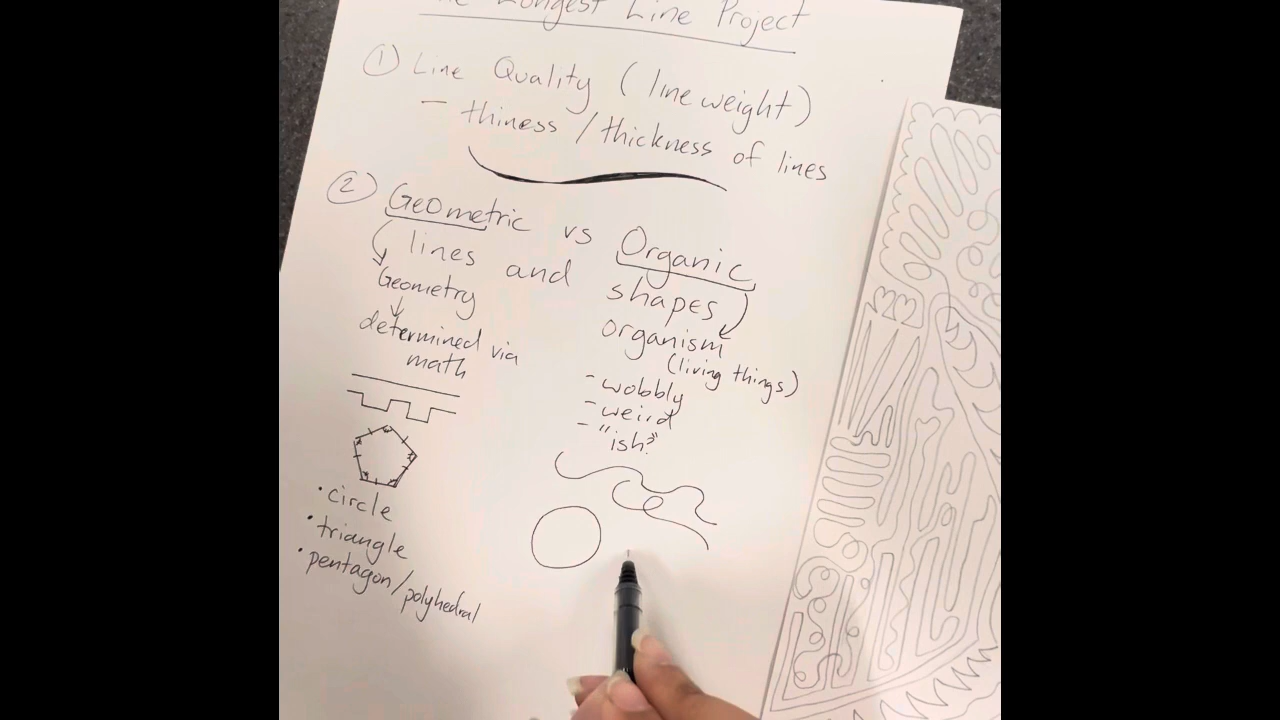 The Longest Line Project
① Line Quality (line weight)
– thiness / thickness of lines
② Geometric vs Organic
lines and shapes
Geometry
determined via
math
• circle
• triangle
• pentagon/polyhedral
organism
(living things)
- wobbly
- weird
- "ish?"